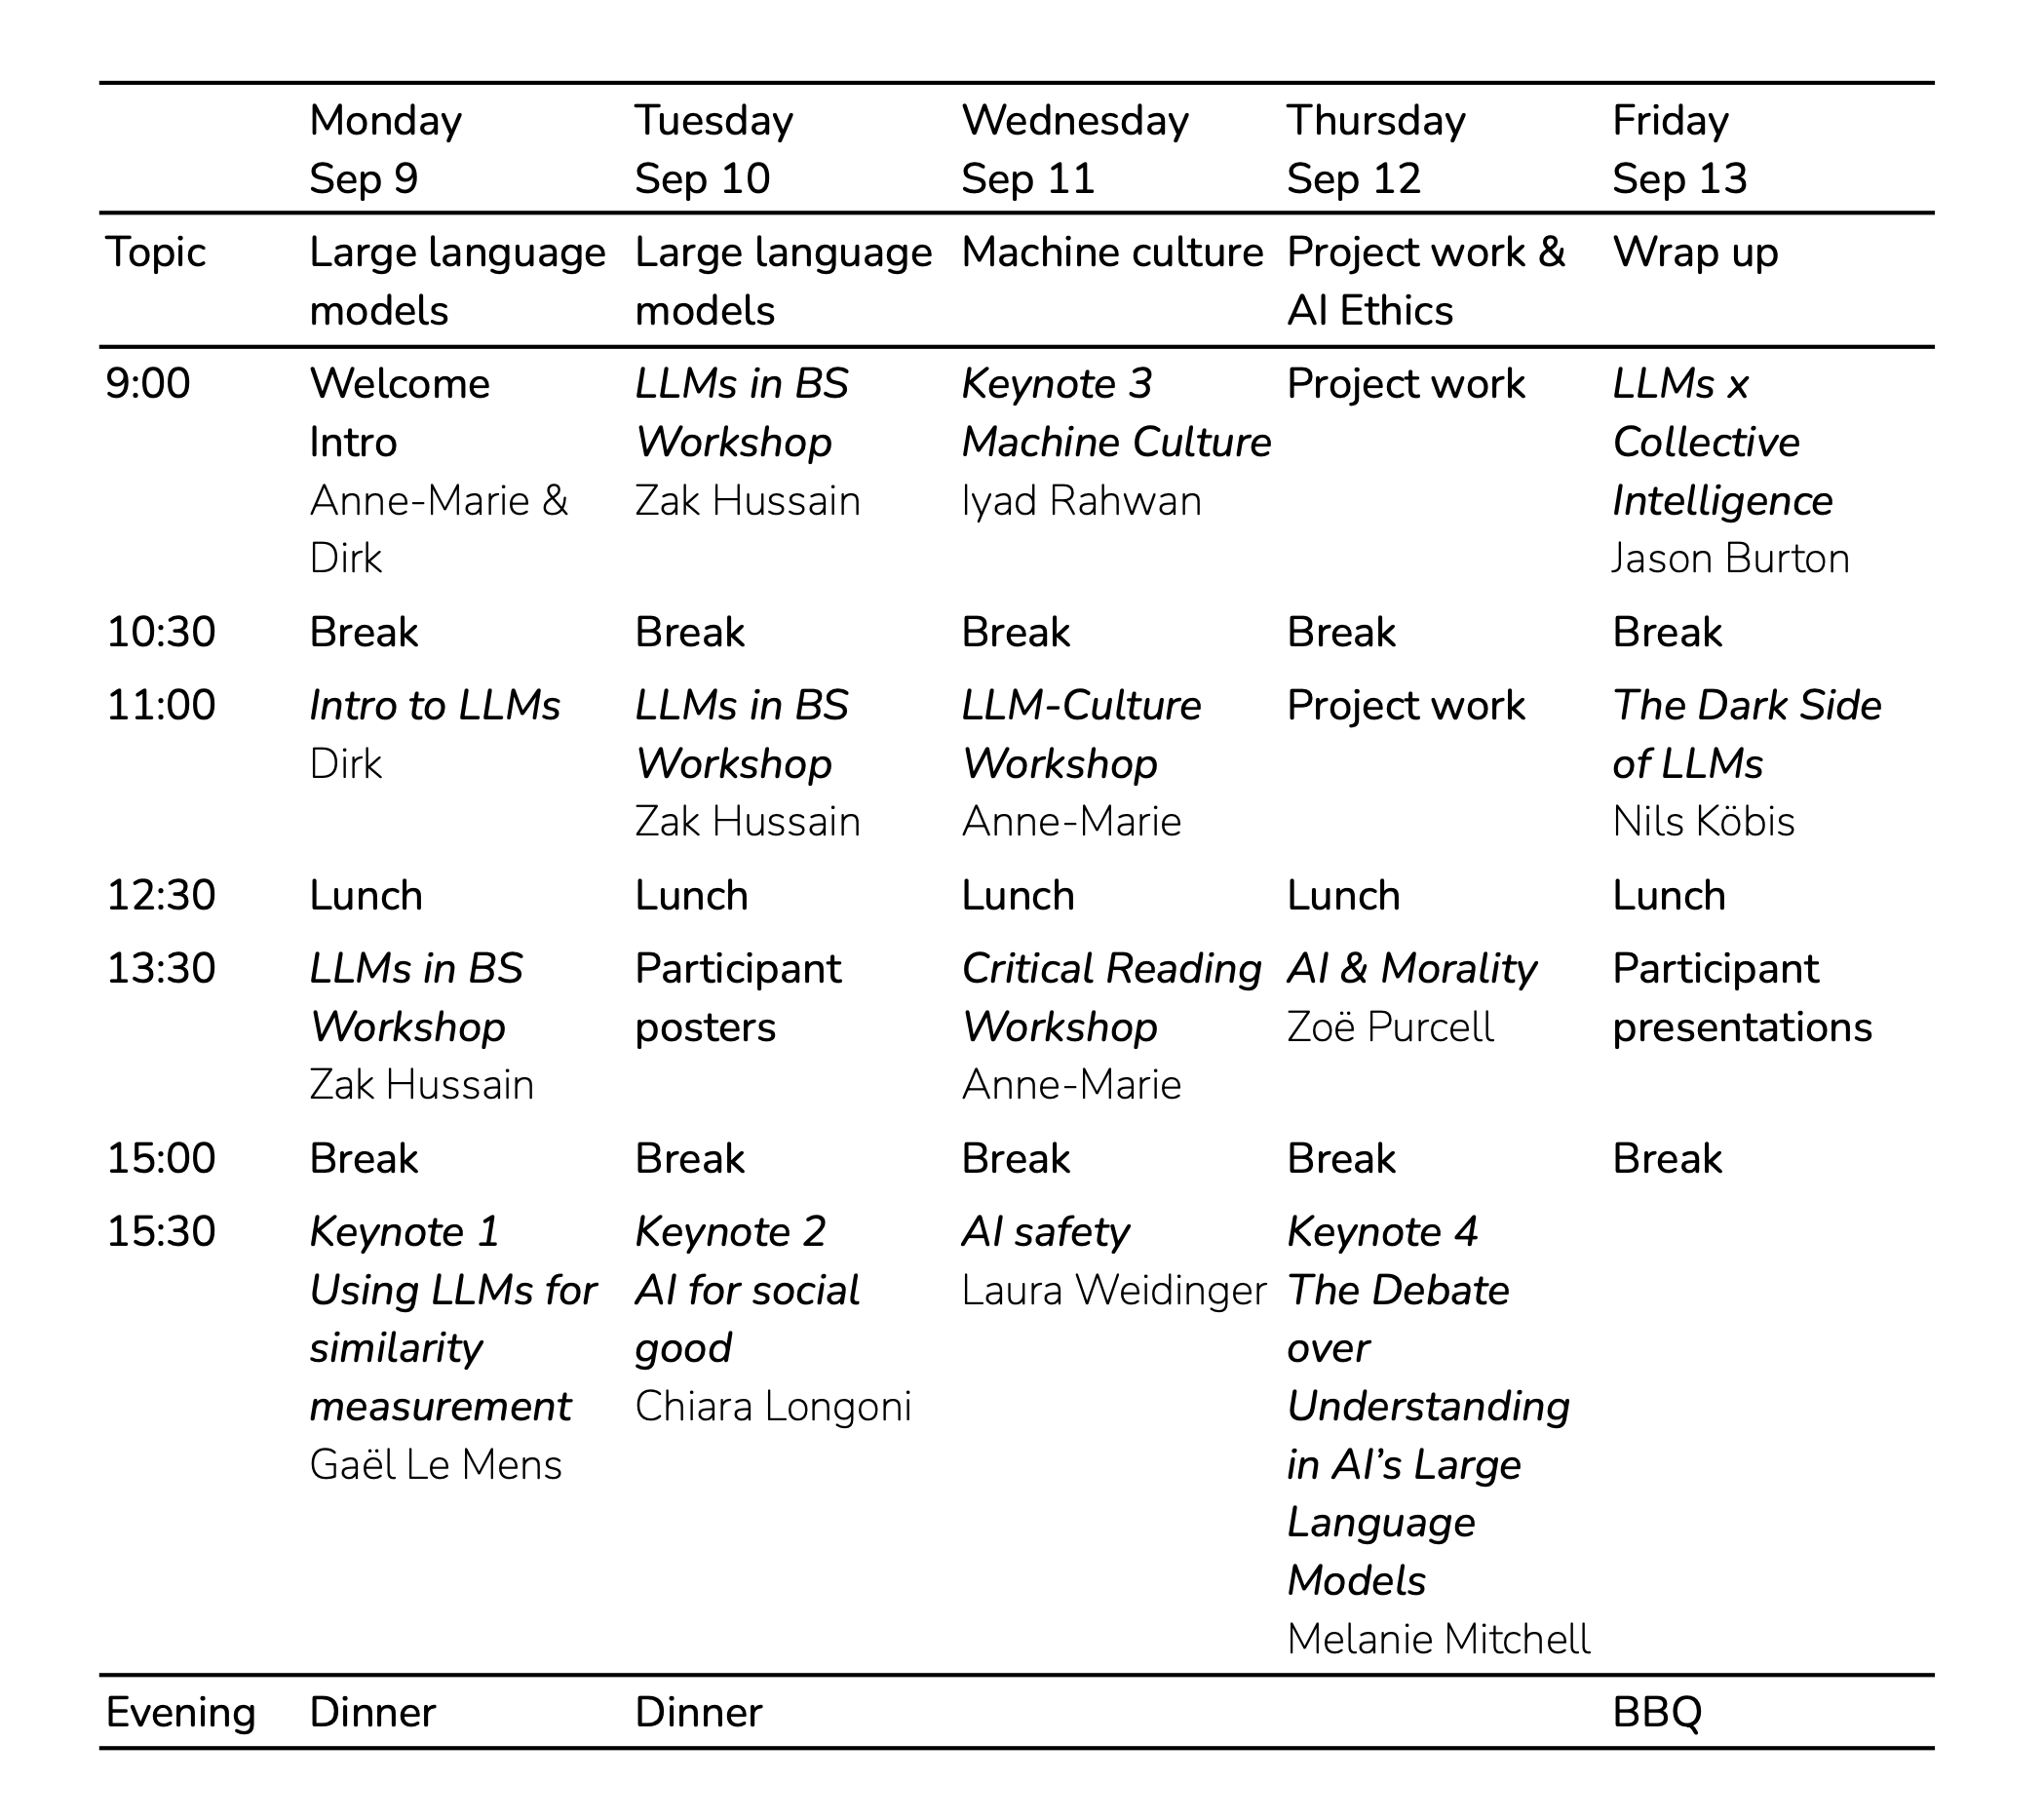 Monday Tuesday Wednesday Thursday Friday
Sep 9 Sep 10 Sep 11 Sep 12 Sep 13
Topic Large language Large language Machine culture Project work & Wrap up
models models AI Ethics
9:00 Welcome LLMs in BS Keynote 3 Project work LLMs x
Intro Workshop Machine Culture Collective
Anne-Marie & Zak Hussain Iyad Rahwan Intelligence
Dirk Jason Burton
10:30 Break Break Break Break Break
11:00 Intro to LLMs LLMs in BS LLM-Culture Project work The Dark Side
Dirk Workshop Workshop of LLMs
Zak Hussain Anne-Marie Nils Köbis
12:30 Lunch Lunch Lunch Lunch Lunch
13:30 LLMs in BS Participant Critical Reading AI & Morality Participant
Workshop posters Workshop Zoë Purcell presentations
Zak Hussain Anne-Marie
15:00 Break Break Break Break Break
15:30 Keynote 1 Keynote 2 AI safety Keynote 4
Using LLMs for AI for social Laura Weidinger The Debate
similarity good over
measurement Chiara Longoni Understanding
Gaël Le Mens in AI’s Large
Language
Models
Melanie Mitchell
Evening Dinner Dinner BBQ